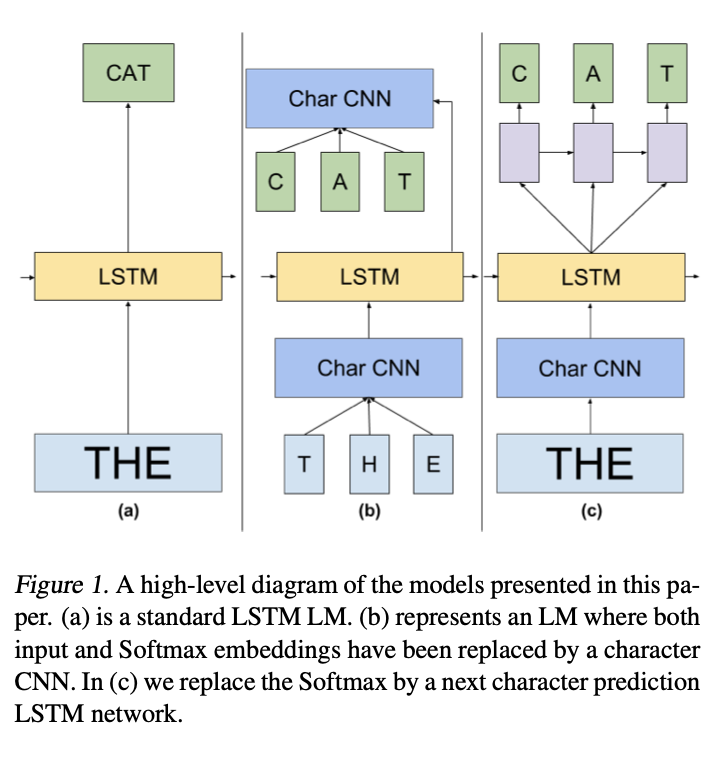 CAT
LSTM
THE
(a)
Char CNN
C A T
LSTM
Char CNN
T H E
(b)
C A T
LSTM
Char CNN
THE
(c)
Figure 1. A high-level diagram of the models presented in this pa-
per. (a) is a standard LSTM LM. (b) represents an LM where both
input and Softmax embeddings have been replaced by a character
CNN. In (c) we replace the Softmax by a next character prediction
LSTM network.